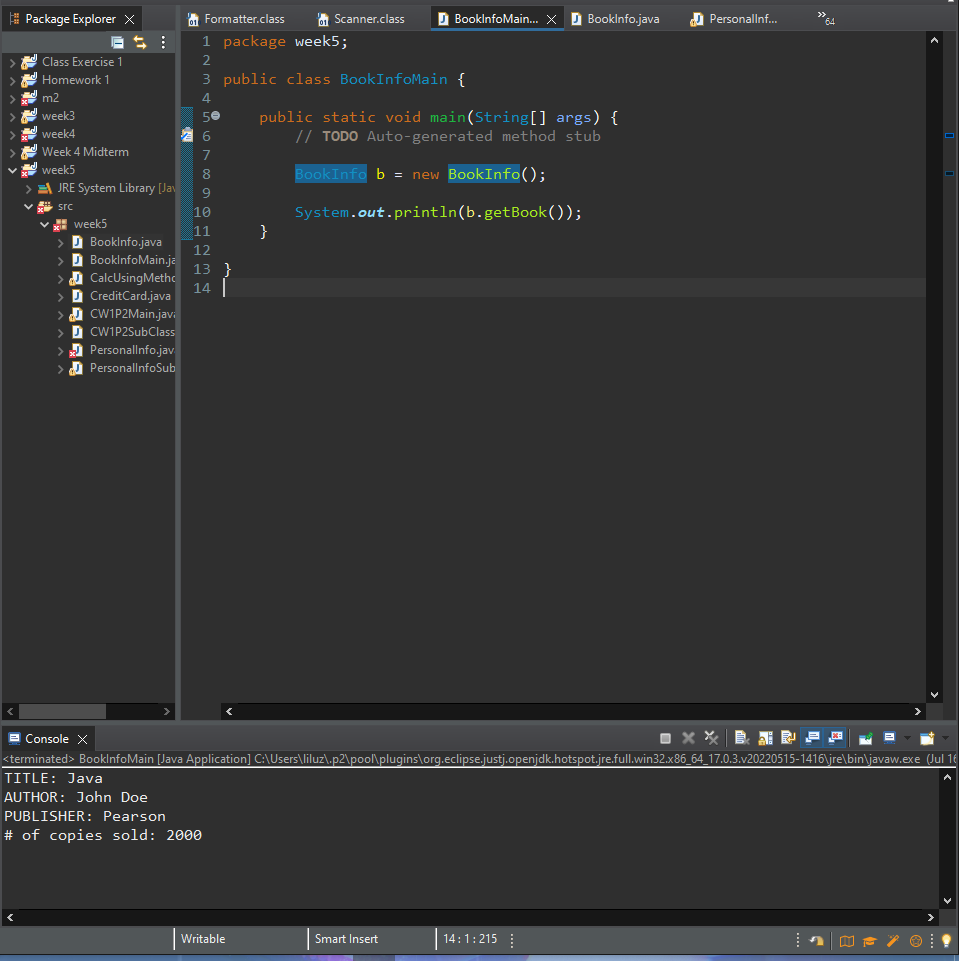 Package Explorer
Formatter.class
Scanner.class
BookInfoMain...
BookInfo.java
PersonalInf...
64
Class Exercise 1
Homework 1
m2
week3
week4
Week 4 Midterm
week5
JRE System Library [Jav
src
week5
BookInfo.java
BookInfoMain.ja
CalcUsingMetho
CreditCard.java
CW1P2Main.java
CW1P2SubClass
PersonalInfo.jav
PersonalInfoSub
1 package week5;
2
3 public class BookInfoMain {
4
5 public static void main(String[] args) {
6 // TODO Auto-generated method stub
7
8 BookInfo b = new BookInfo();
9
10 System.out.println(b.getBook());
11 }
12
13 }
14
Console
<terminated> BookInfoMain [Java Application] C:\Users\liluz\.p2\pool\plugins\org.eclipse.justj.openjdk.hotspot.jre.full.win32.x86_64_17.0.3.v20220515-1416\jre\bin\javaw.exe (Jul 16
TITLE: Java
AUTHOR: John Doe
PUBLISHER: Pearson
# of copies sold: 2000
Writable
Smart Insert
14 : 1 : 215